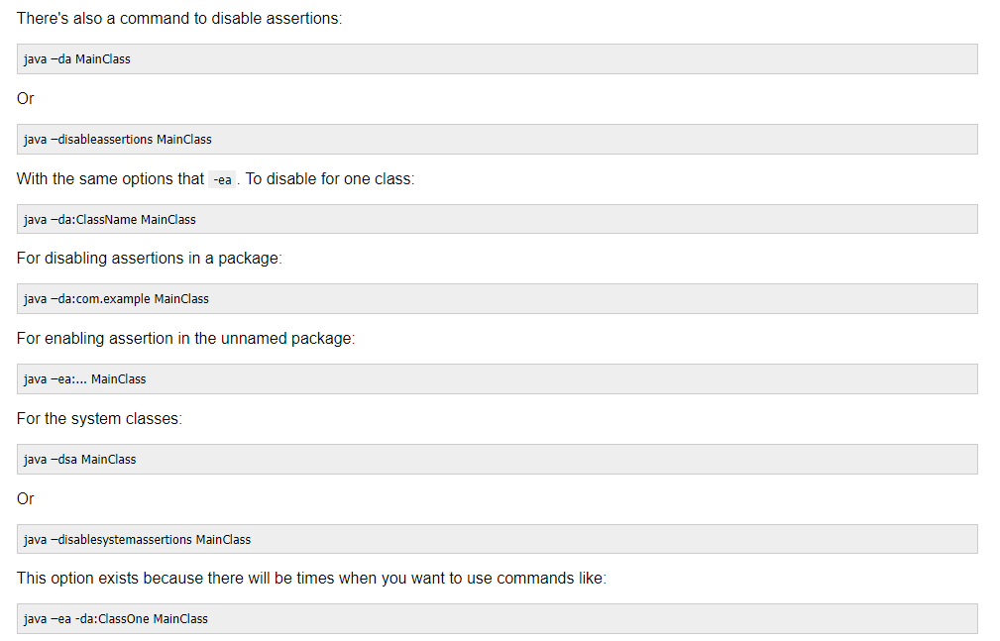 There's also a command to disable assertions:
java –da MainClass
Or
java –disableassertions MainClass
With the same options that -ea . To disable for one class:
java –da:ClassName MainClass
For disabling assertions in a package:
java –da:com.example MainClass
For enabling assertion in the unnamed package:
java –ea:... MainClass
For the system classes:
java –dsa MainClass
Or
java –disablesystemassertions MainClass
This option exists because there will be times when you want to use commands like:
java –ea -da:ClassOne MainClass